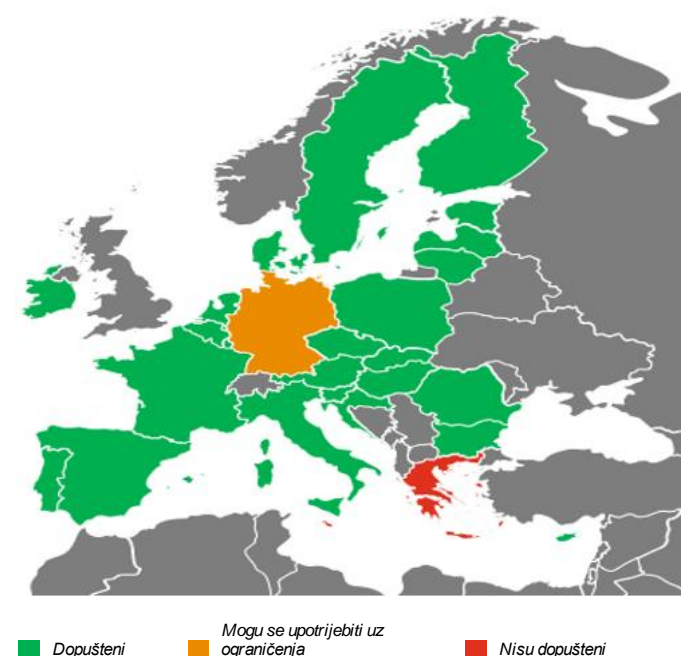 Dopušteni
Mogu se upotrijebiti uz
ograničenja
Nisu dopušteni